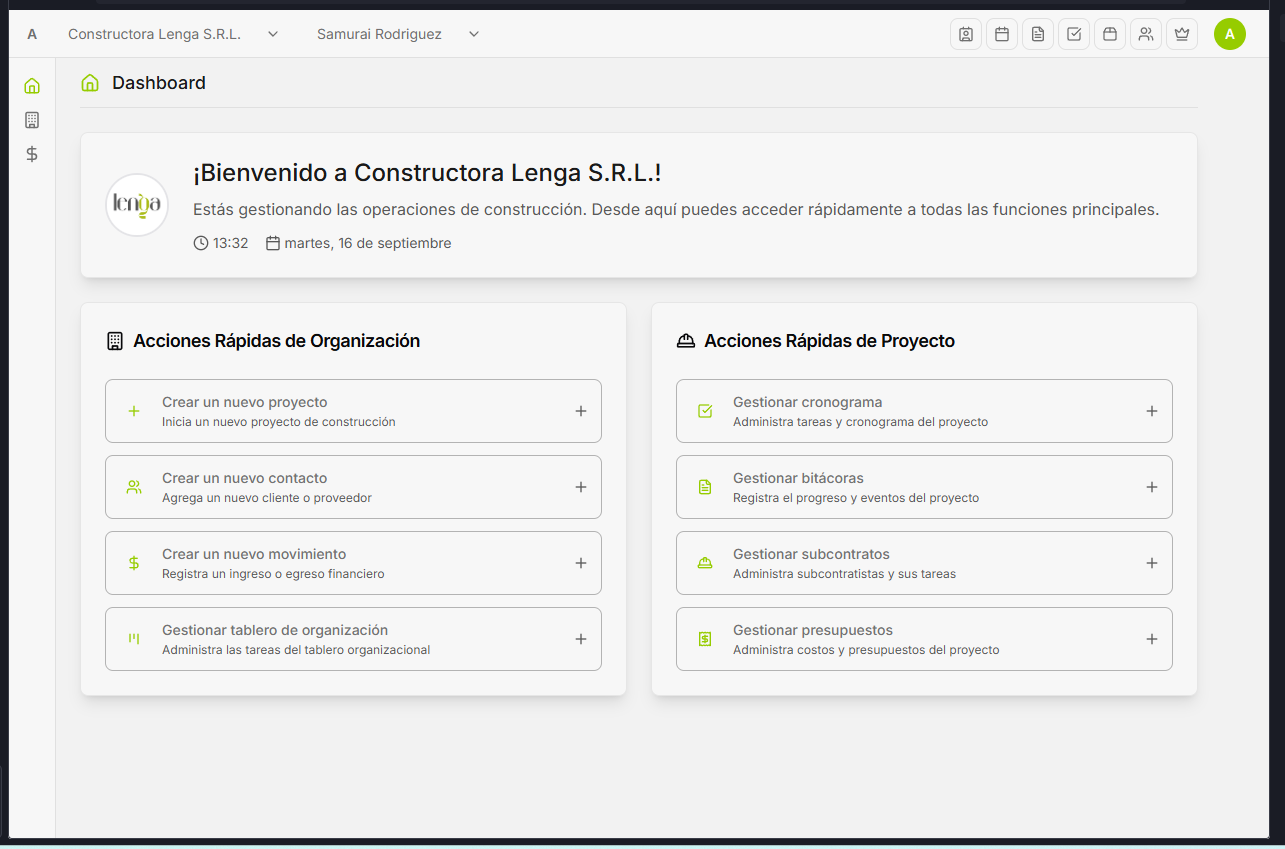 A
Constructora Lenga S.R.L.
Samurai Rodriguez
A
Dashboard
lenga
¡Bienvenido a Constructora Lenga S.R.L.!
Estás gestionando las operaciones de construcción. Desde aquí puedes acceder rápidamente a todas las funciones principales.
13:32
martes, 16 de septiembre
Acciones Rápidas de Organización
Crear un nuevo proyecto
Inicia un nuevo proyecto de construcción
Crear un nuevo contacto
Agrega un nuevo cliente o proveedor
Crear un nuevo movimiento
Registra un ingreso o egreso financiero
Gestionar tablero de organización
Administra las tareas del tablero organizacional
Acciones Rápidas de Proyecto
Gestionar cronograma
Administra tareas y cronograma del proyecto
Gestionar bitácoras
Registra el progreso y eventos del proyecto
Gestionar subcontratos
Administra subcontratistas y sus tareas
Gestionar presupuestos
Administra costos y presupuestos del proyecto